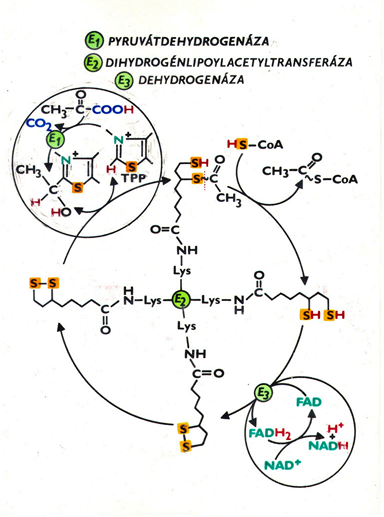 E1 PYRUVÁTDEHYDROGENÁZA
E2 DIHYDROGÉNLIPOYLACETYLTRANSFERÁZA
E3 DEHYDROGENÁZA
O
CH3-C-COOH
CO2
E1
N+
S
H
TPP
CH3
N+
C
S
H
HO
SH
S-C
O
CH3
HS-CoA
O
CH3-C
S-CoA
O=C
NH
Lys
S-S
O
C-N-Lys
H
E2
Lys-N-C
H
O
SH SH
Lys
NH
C=O
S
S
E3
FAD
FADH2
H+
+
NADH
NAD+